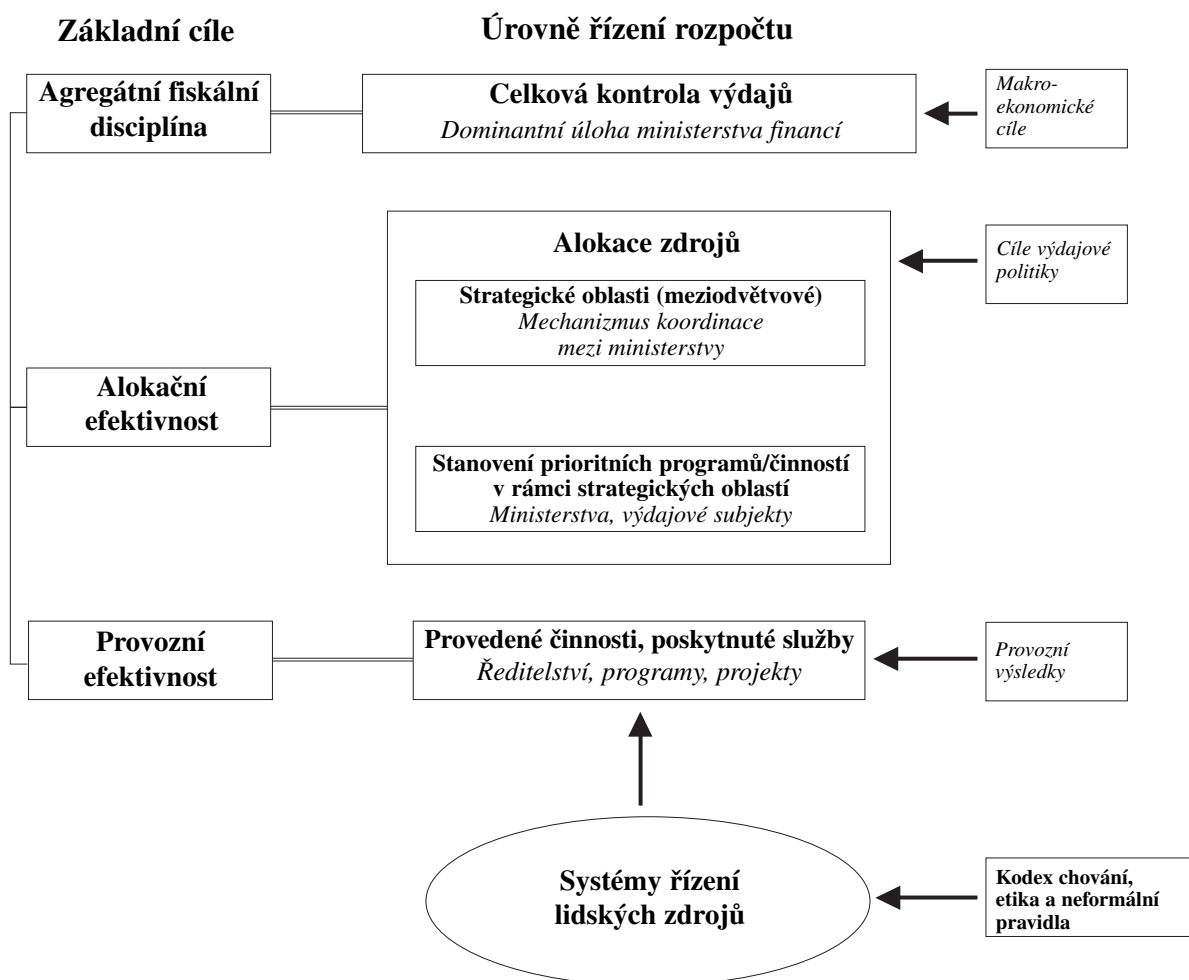 Základní cíle
Úrovně řízení rozpočtu
Agregátní fiskální
disciplína
Celková kontrola výdajů
Dominantní úloha ministerstva financí
Makro-
ekonomické
cíle
Alokace zdrojů
Cíle výdajové
politiky
Strategické oblasti (meziodvětvové)
Mechanizmus koordinace
mezi ministerstvy
Alokační
efektivnost
Stanovení prioritních programů/činností
v rámci strategických oblastí
Ministerstva, výdajové subjekty
Provozní
efektivnost
Provedené činnosti, poskytnuté služby
Ředitelství, programy, projekty
Provozní
výsledky
Systémy řízení
lidských zdrojů
Kodex chování,
etika a neformální
pravidla